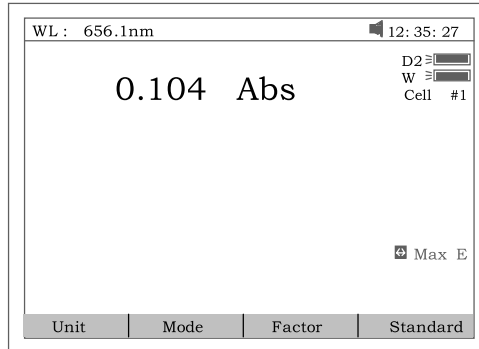 WL: 656.1nm 12:35:27
D2
W
0.104 Abs
Cell #1
Max E
Unit Mode Factor Standard